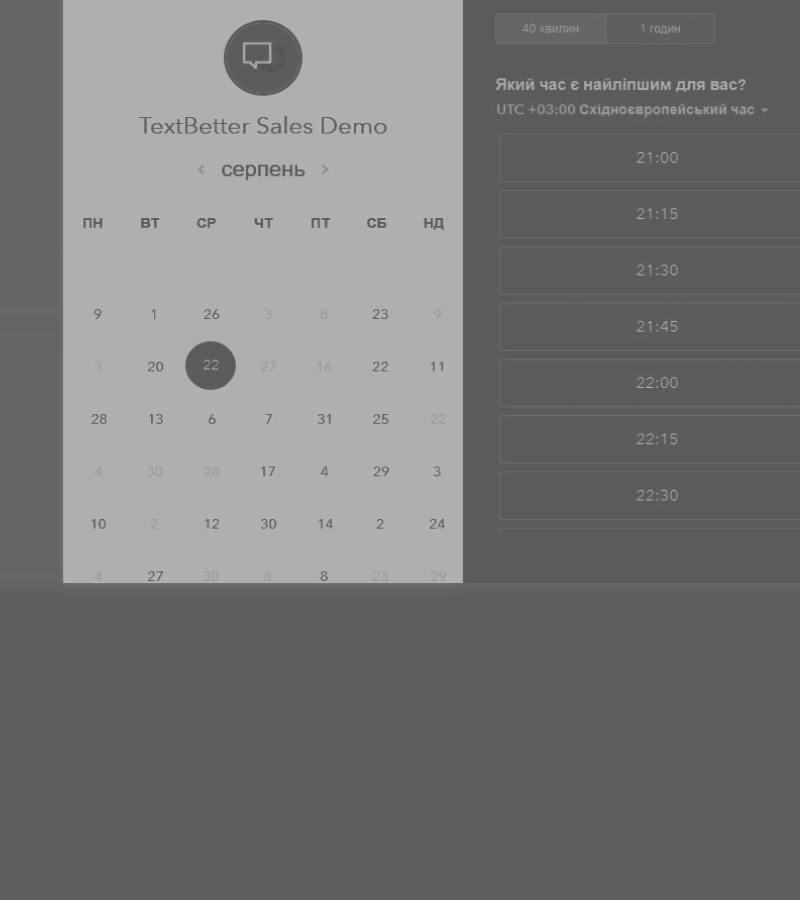 TextBetter Sales Demo
серпень
ПН ВТ СР ЧТ ПТ СБ НД
9 1 26 3 8 23 9
3 20 22 27 16 22 11
28 13 6 7 31 25 22
4 30 28 17 4 29 3
10 2 12 30 14 2 24
4 27 30 8 8 23 29
40 хвилин 1 годин
Який час є найліпшим для вас?
UTC +03:00 Східноєвропейський час
21:00
21:15
21:30
21:45
22:00
22:15
22:30